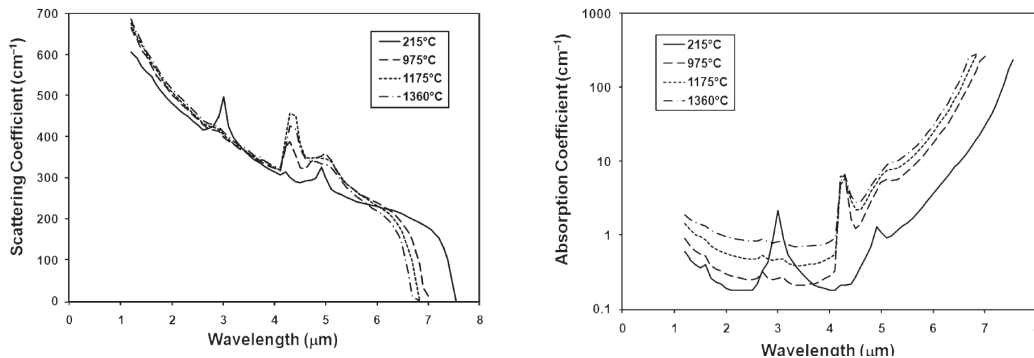 Scattering Coefficient (cm⁻¹)
700
600
500
400
300
200
100
0
0 1 2 3 4 5 6 7 8
Wavelength (μm)
215°C
975°C
1175°C
1360°C
Absorption Coefficient (cm⁻¹)
1000
100
10
1
0.1
0 1 2 3 4 5 6 7
Wavelength (μm)
215°C
975°C
1175°C
1360°C